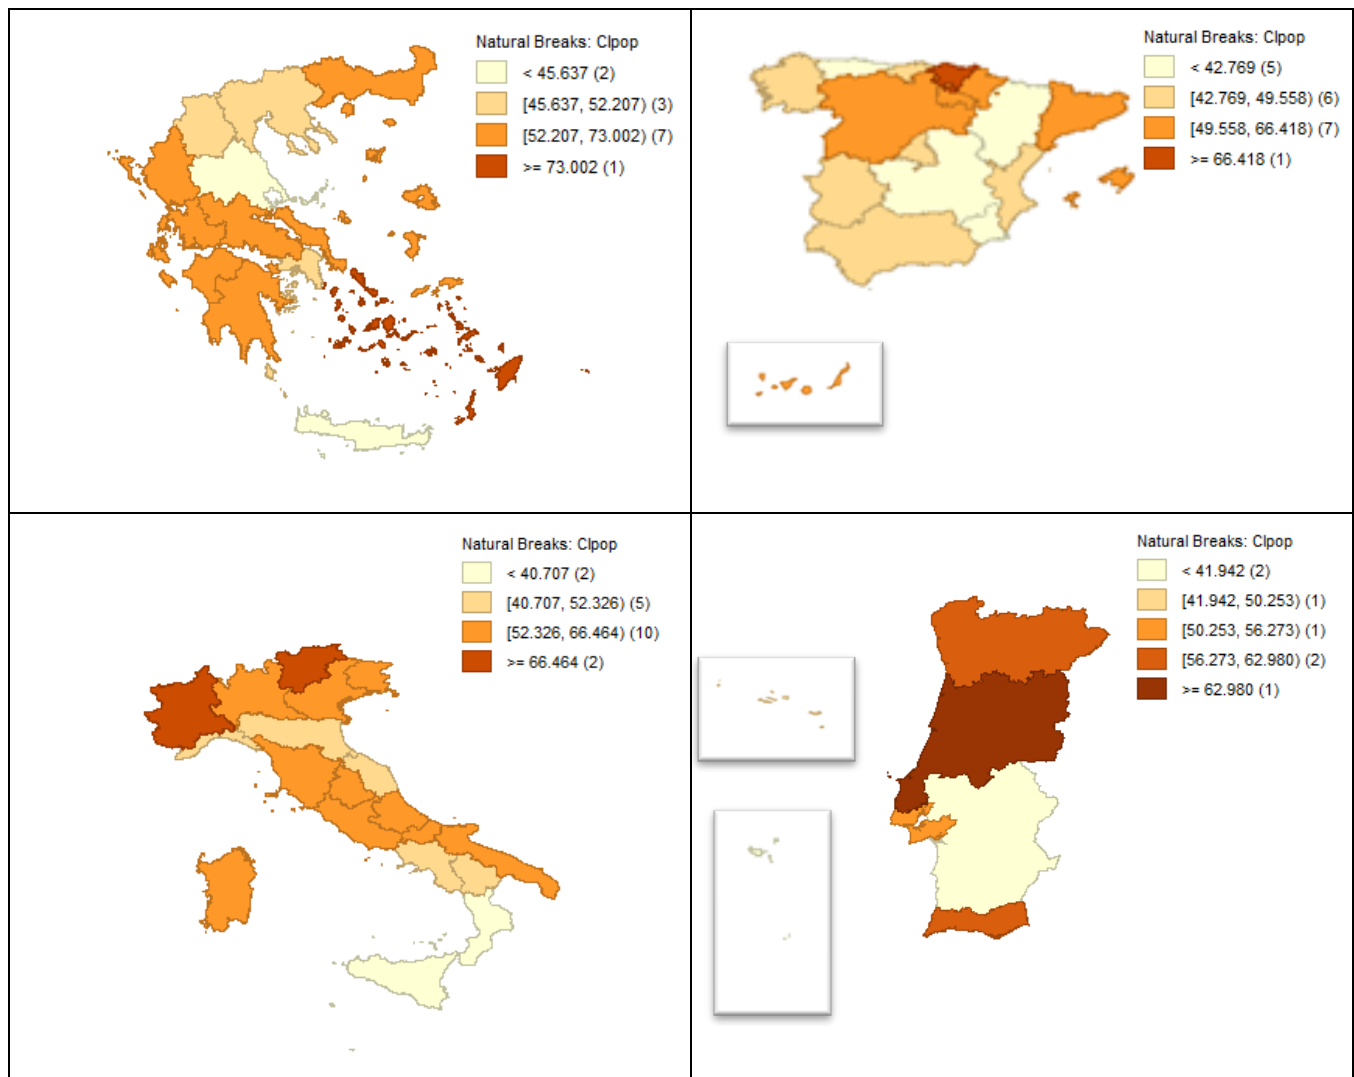 Natural Breaks: Clpop
< 45.637 (2)
[45.637, 52.207) (3)
[52.207, 73.002) (7)
>= 73.002 (1)
Natural Breaks: Clpop
< 42.769 (5)
[42.769, 49.558) (6)
[49.558, 66.418) (7)
>= 66.418 (1)
Natural Breaks: Clpop
< 40.707 (2)
[40.707, 52.326) (5)
[52.326, 66.464) (10)
>= 66.464 (2)
Natural Breaks: Clpop
< 41.942 (2)
[41.942, 50.253) (1)
[50.253, 56.273) (1)
[56.273, 62.980) (2)
>= 62.980 (1)